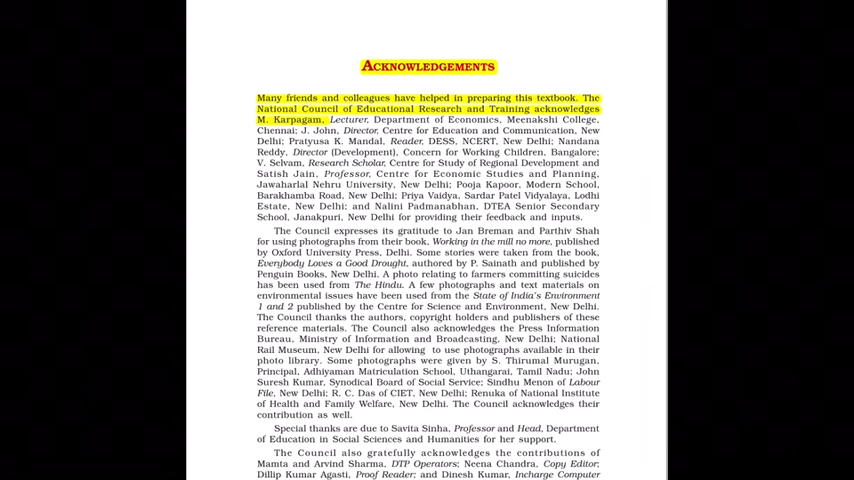 ACKNOWLEDGEMENTS
Many friends and colleagues have helped in preparing this textbook. The
National Council of Educational Research and Training acknowledges
M. Karpagam, Lecturer, Department of Economics, Meenakshi College,
Chennai; J. John, Director, Centre for Education and Communication, New
Delhi; Pratyusa K. Mandal, Reader, DESS, NCERT, New Delhi; Nandana
Reddy, Director (Development), Concern for Working Children, Bangalore;
V. Selvam, Research Scholar, Centre for Study of Regional Development and
Satish Jain, Professor, Centre for Economic Studies and Planning,
Jawaharlal Nehru University, New Delhi; Pooja Kapoor, Modern School,
Barakhamba Road, New Delhi; Priya Vaidya, Sardar Patel Vidyalaya, Lodhi
Estate, New Delhi; and Nalini Padmanabhan, DTEA Senior Secondary
School, Janakpuri, New Delhi for providing their feedback and inputs.
The Council expresses its gratitude to Jan Breman and Parthiv Shah
for using photographs from their book, Working in the mill no more, published
by Oxford University Press, Delhi. Some stories were taken from the book,
Everybody Loves a Good Drought, authored by P. Sainath and published by
Penguin Books, New Delhi. A photo relating to farmers committing suicides
has been used from The Hindu. A few photographs and text materials on
environmental issues have been used from the State of India's Environment
1 and 2 published by the Centre for Science and Environment, New Delhi.
The Council thanks the authors, copyright holders and publishers of these
reference materials. The Council also acknowledges the Press Information
Bureau, Ministry of Information and Broadcasting, New Delhi; National
Rail Museum, New Delhi for allowing to use photographs available in their
photo library. Some photographs were given by S. Thirumal Murugan,
Principal, Adhiyaman Matriculation School, Uthangarai, Tamil Nadu; John
Suresh Kumar, Synodical Board of Social Service; Sindhu Menon of Labour
File, New Delhi; R. C. Das of CIET, New Delhi; Renuka of National Institute
of Health and Family Welfare, New Delhi. The Council acknowledges their
contribution as well.
Special thanks are due to Savita Sinha, Professor and Head, Department
of Education in Social Sciences and Humanities for her support.
The Council also gratefully acknowledges the contributions of
Mamta and Arvind Sharma, DTP Operators; Neena Chandra, Copy Editor;
Dillip Kumar Agasti, Proof Reader; and Dinesh Kumar, Incharge Computer